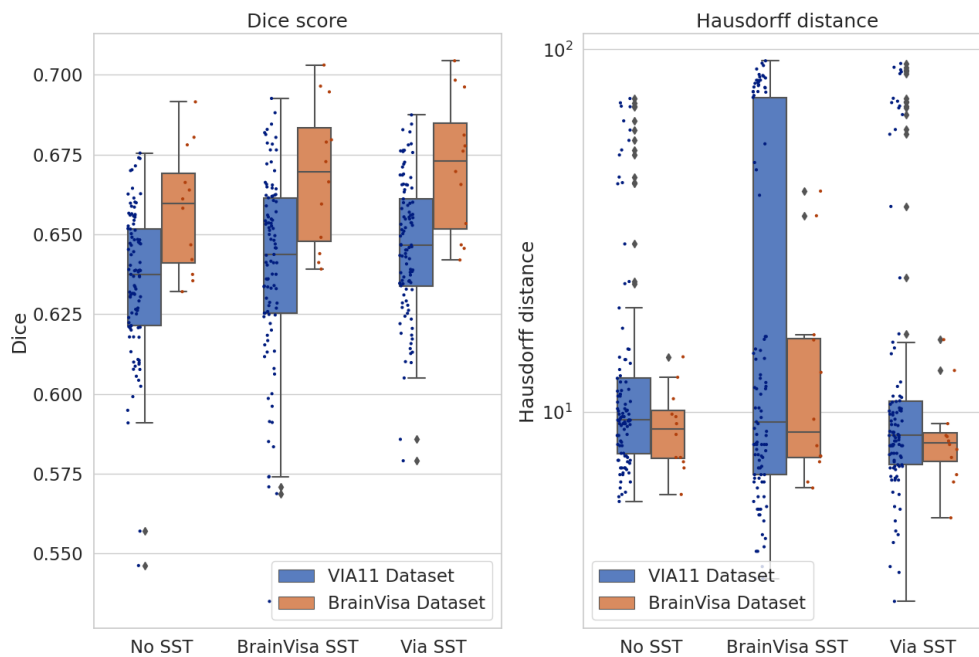 Dice score
Dice
0.700
0.675
0.650
0.625
0.600
0.575
0.550
No SST
BrainVisa SST
Via SST
VIA11 Dataset
BrainVisa Dataset
Hausdorff distance
Hausdorff distance
10²
10¹
No SST
BrainVisa SST
Via SST
VIA11 Dataset
BrainVisa Dataset